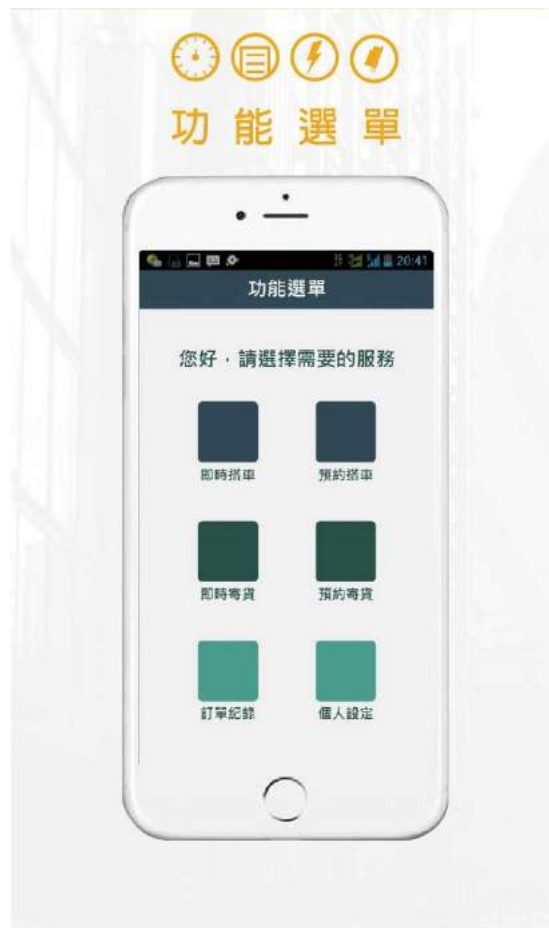 功能選單
20:41
功能選單
您好，請選擇需要的服務
即時搭車 預約搭車
即時寄貨 預約寄貨
訂單紀錄 個人設定